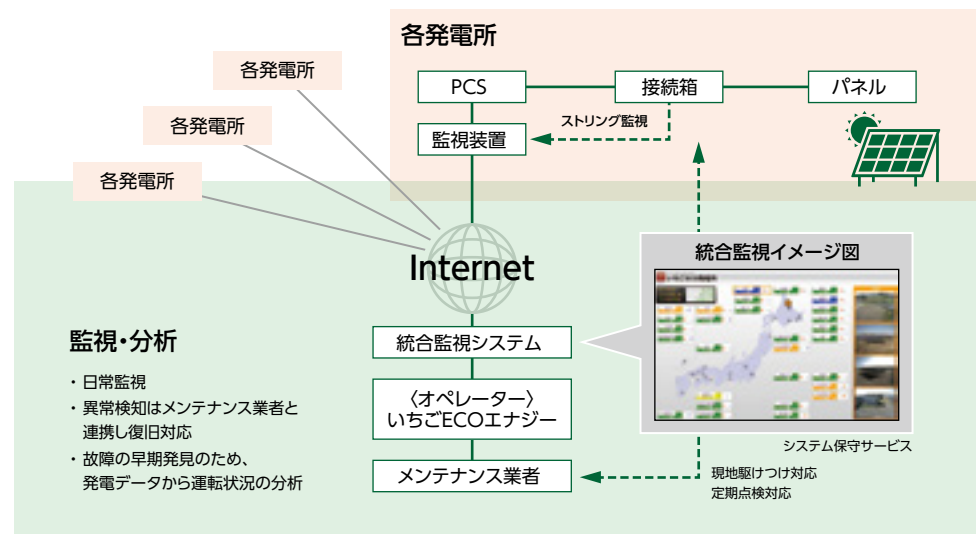 各発電所
各発電所
各発電所
各発電所
PCS
接続箱
パネル
ストリング監視
監視装置
Internet
統合監視イメージ図
監視・分析
・日常監視
・異常検知はメンテナンス業者と
連携し復旧対応
・故障の早期発見のため、
発電データから運転状況の分析
統合監視システム
〈オペレーター〉
いちごECOエナジー
メンテナンス業者
システム保守サービス
現地駆けつけ対応
定期点検対応